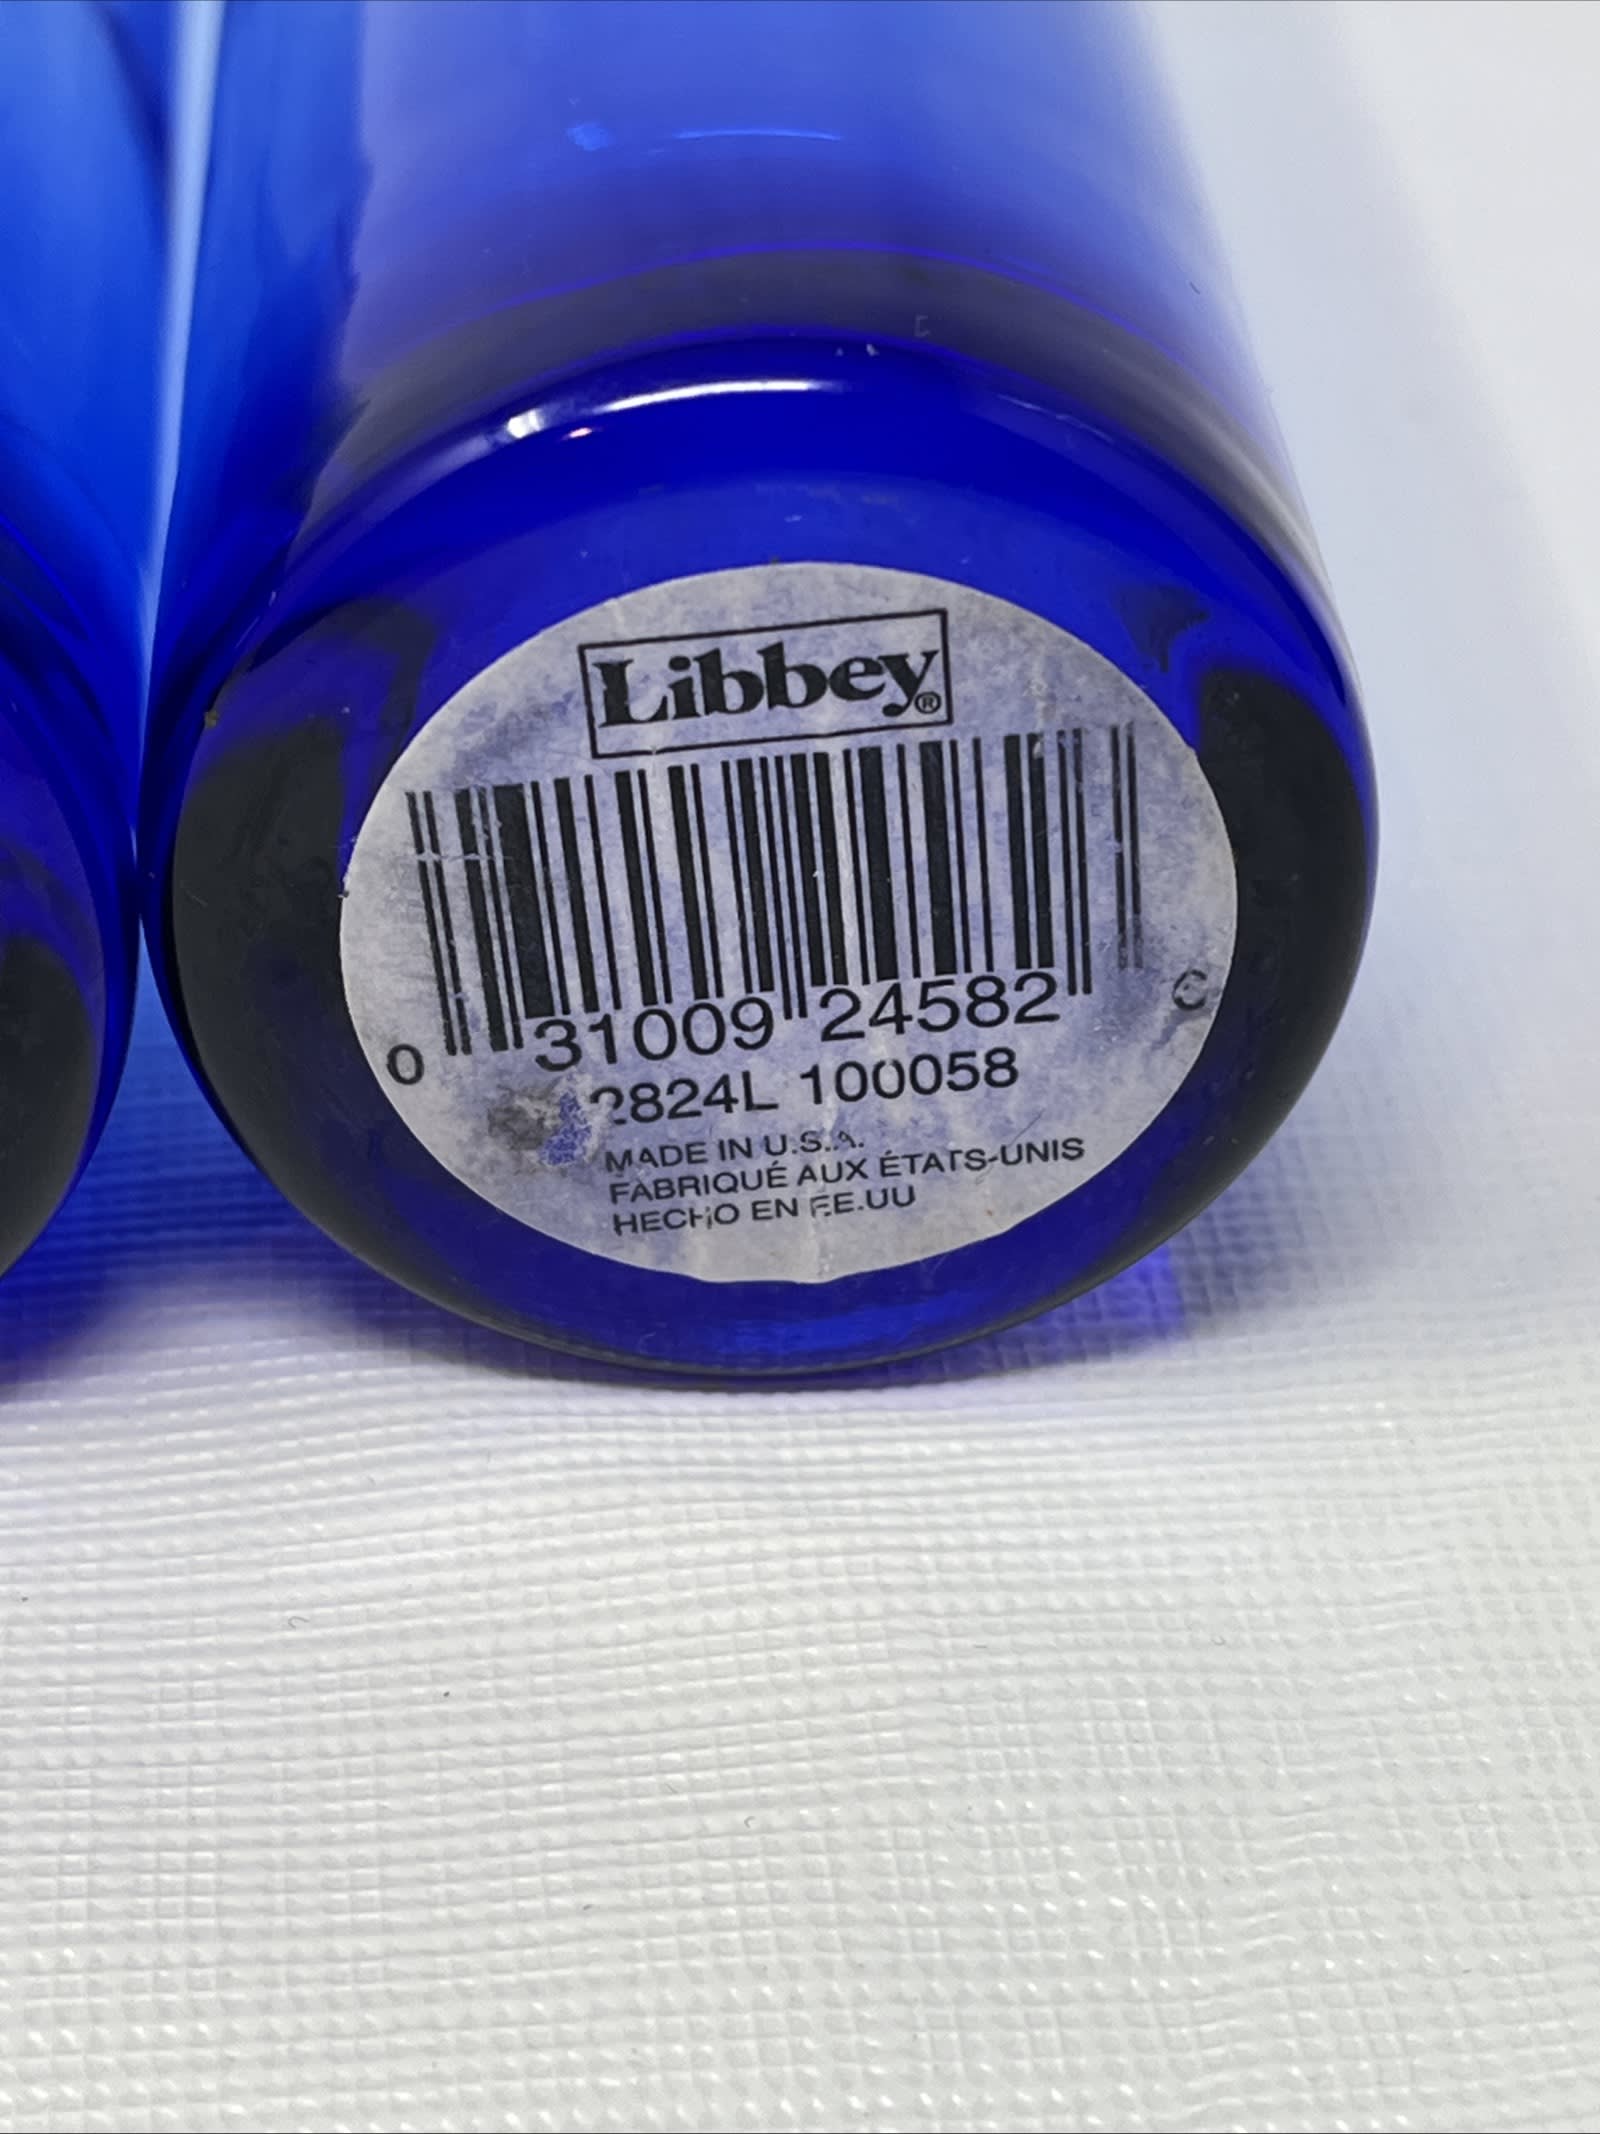 Libbey®
0 31009 24582 C
2824L 100058
MADE IN U.S.A.
FABRIQUÉ AUX ÉTATS-UNIS
HECHO EN EE.UU